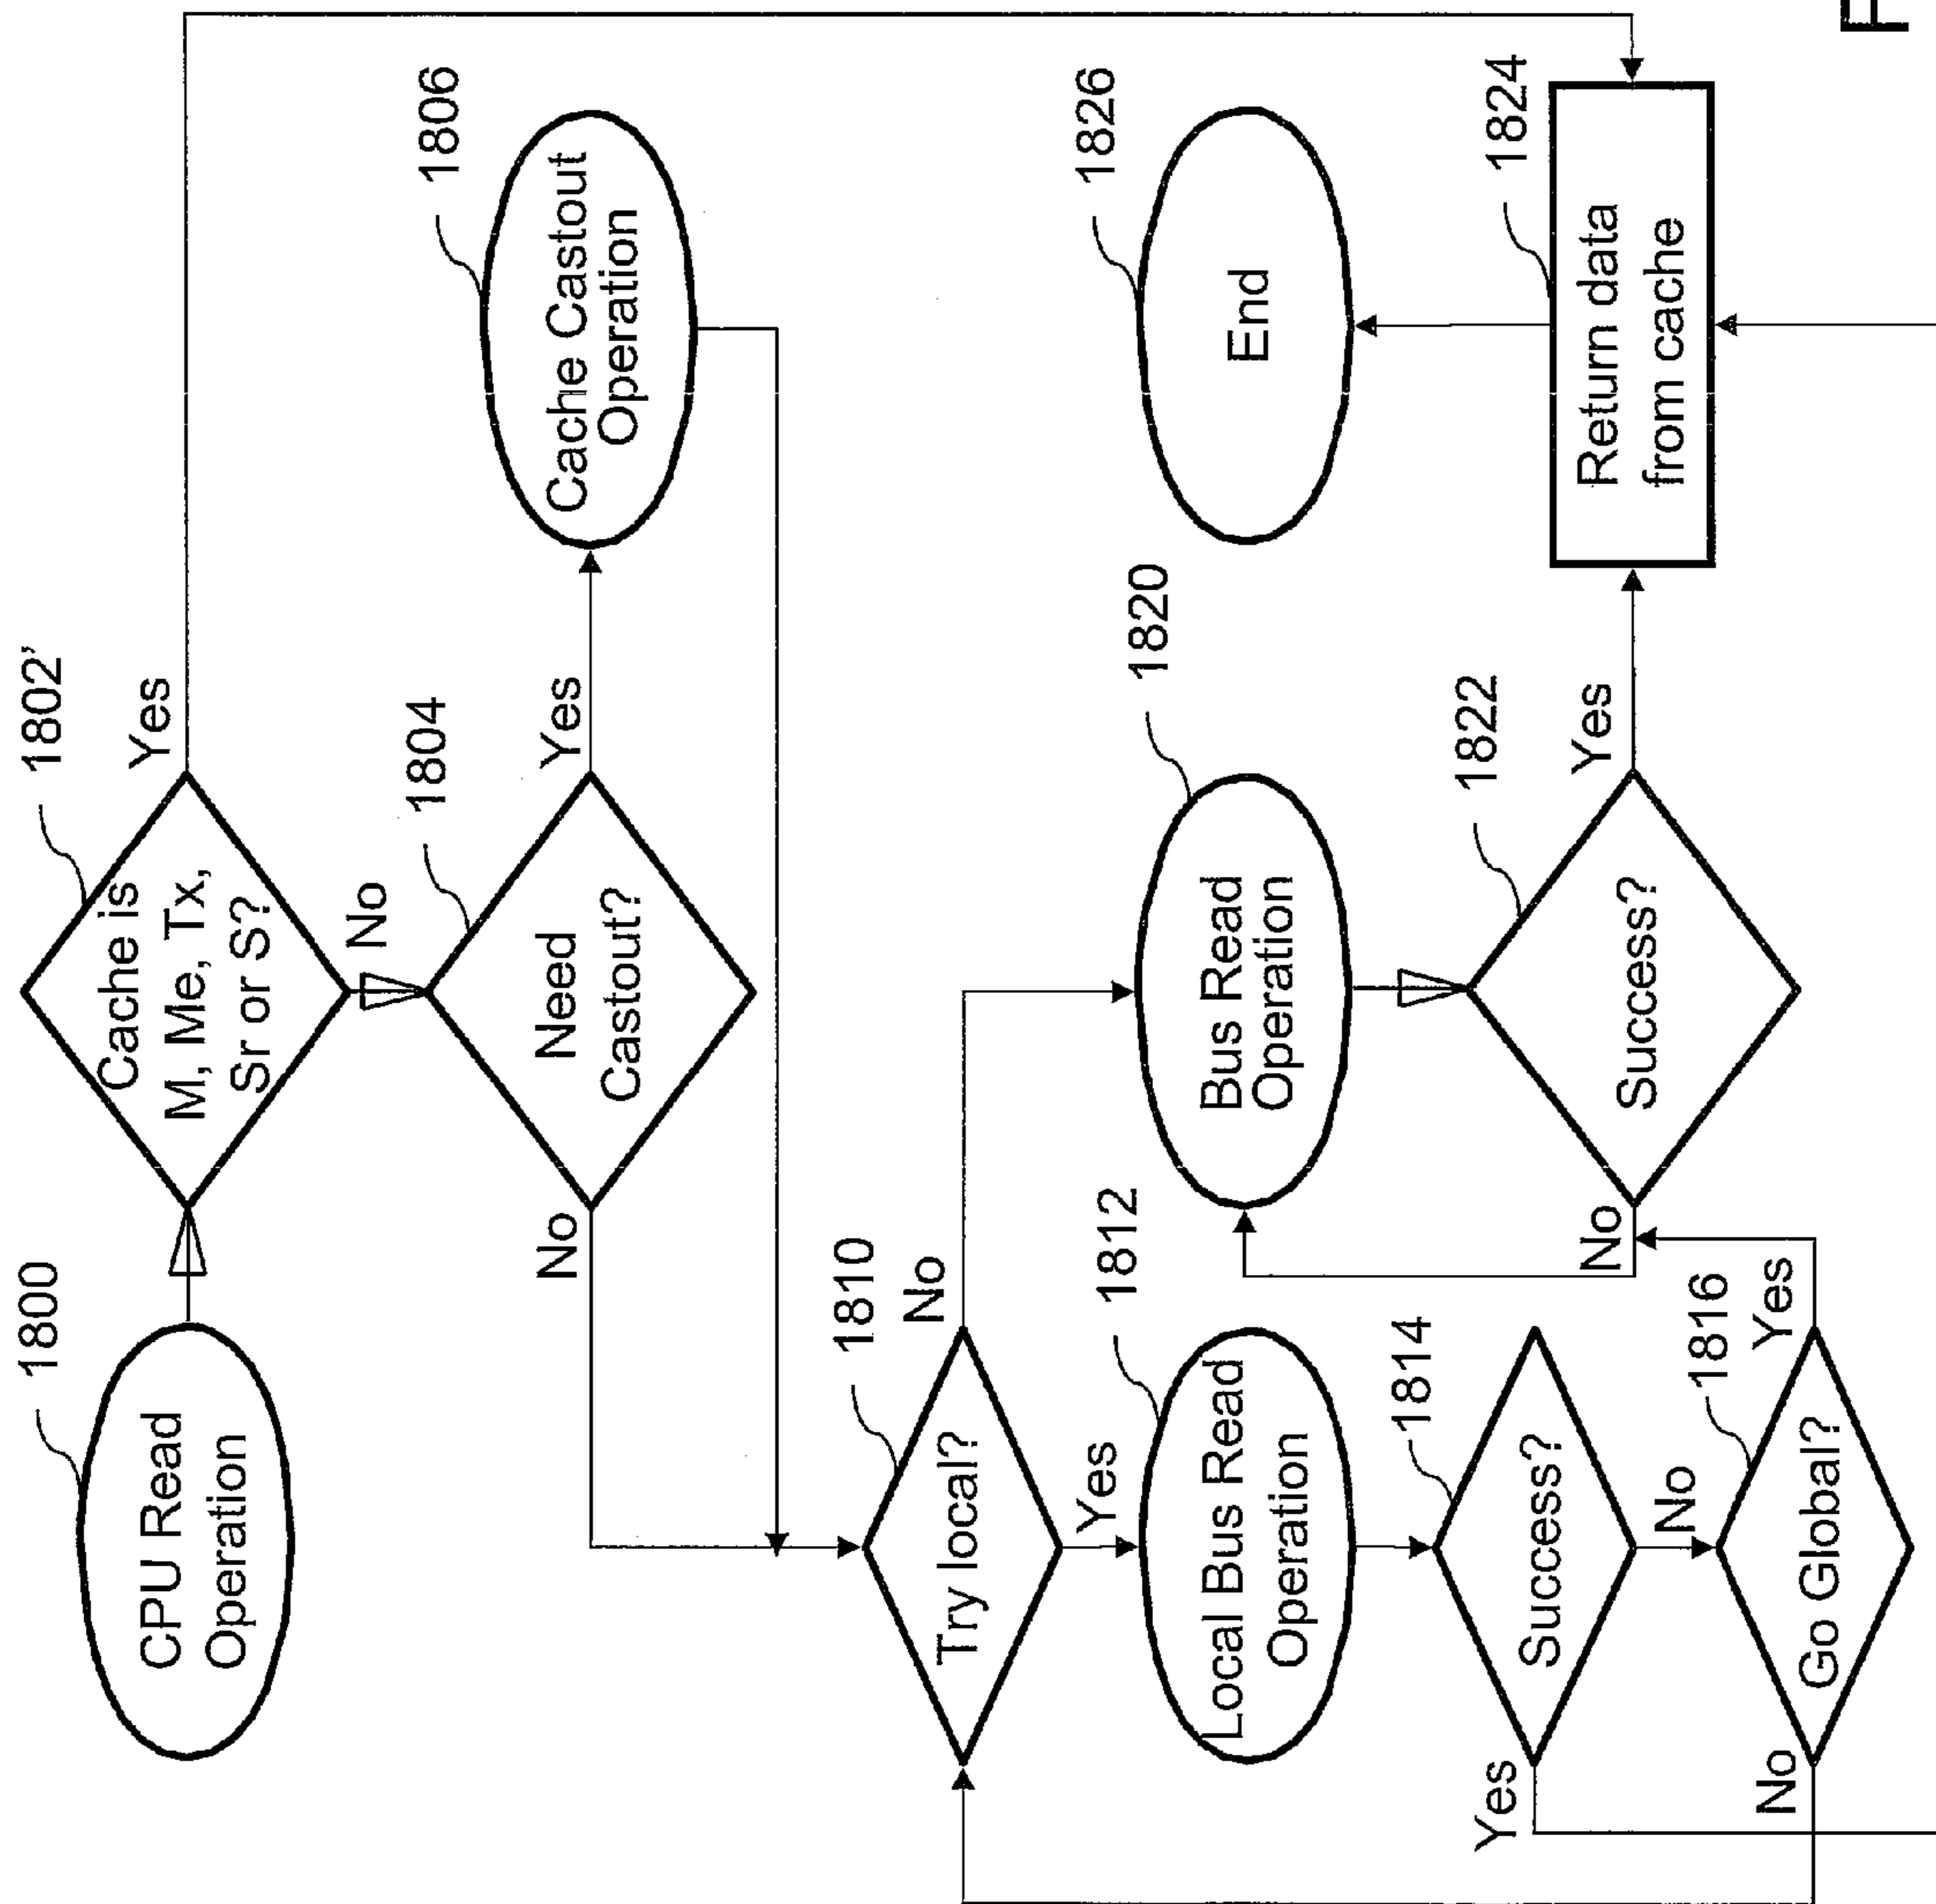 1800
CPU Read
Operation
1802'
Cache is
M, Me, Tx,
Sr or S?
Yes
No
1804
Need
Castout?
Yes
No
1806
Cache Castout
Operation
1810
Try local?
No
Yes
1812
Local Bus Read
Operation
1814
Success?
Yes
No
1816
Go Global?
Yes
No
1820
Bus Read
Operation
1822
Success?
Yes
No
1824
Return data
from cache
1826
End